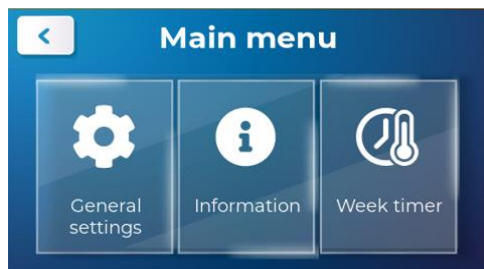 Main menu
General
settings
Information
Week timer